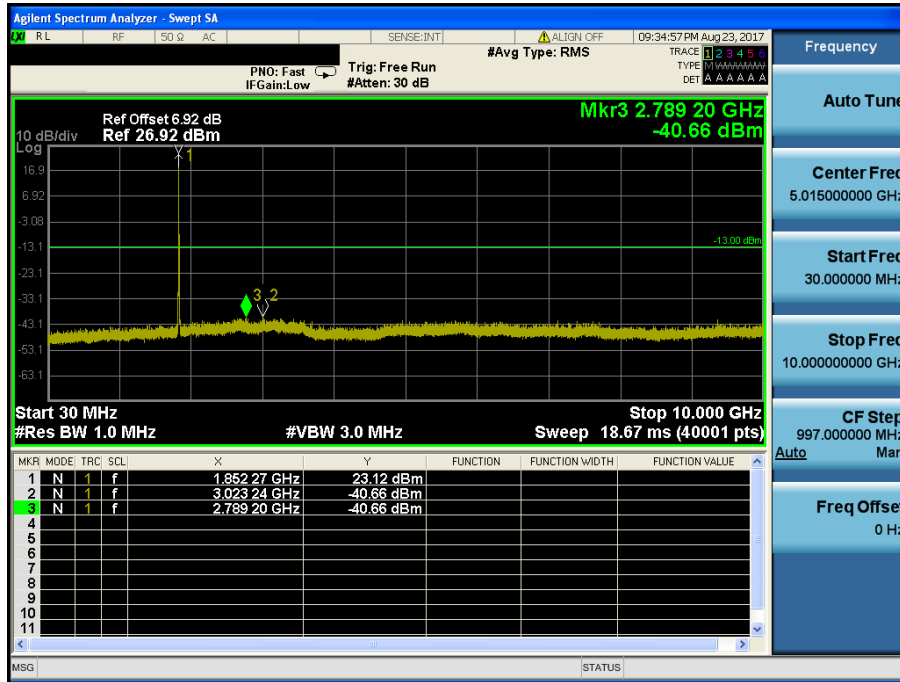 Agilent Spectrum Analyzer - Swept SA
LXI RL RF 50 Ω AC SENSE:INT ALIGN OFF 09:34:57 PM Aug 23, 2017
#Avg Type: RMS
TRACE 1 2 3 4 5 6
PNO: Fast Trig: Free Run
TYPE M W W W W W
IFGain:Low #Atten: 30 dB
DET A A A A A A
Frequency
Mkr3 2.789 20 GHz
-40.66 dBm
Ref Offset 6.92 dB
10 dB/div Ref 26.92 dBm
Log
1
16.9
6.92
-3.08
-13.1
-13.00 dBm
-23.1
-33.1
3 2
-43.1
-53.1
-63.1
Start 30 MHz Stop 10.000 GHz
#Res BW 1.0 MHz #VBW 3.0 MHz Sweep 18.67 ms (40001 pts)
MKR MODE TRC SCL X Y FUNCTION FUNCTION WIDTH FUNCTION VALUE
1 N 1 f 1.852 27 GHz 23.12 dBm
2 N 1 f 3.023 24 GHz -40.66 dBm
3 N 1 f 2.789 20 GHz -40.66 dBm
4
5
6
7
8
9
10
11
MSG STATUS
Auto Tune
Center Freq
5.015000000 GHz
Start Freq
30.000000 MHz
Stop Freq
10.000000000 GHz
CF Step
997.000000 MHz
Auto Man
Freq Offset
0 Hz